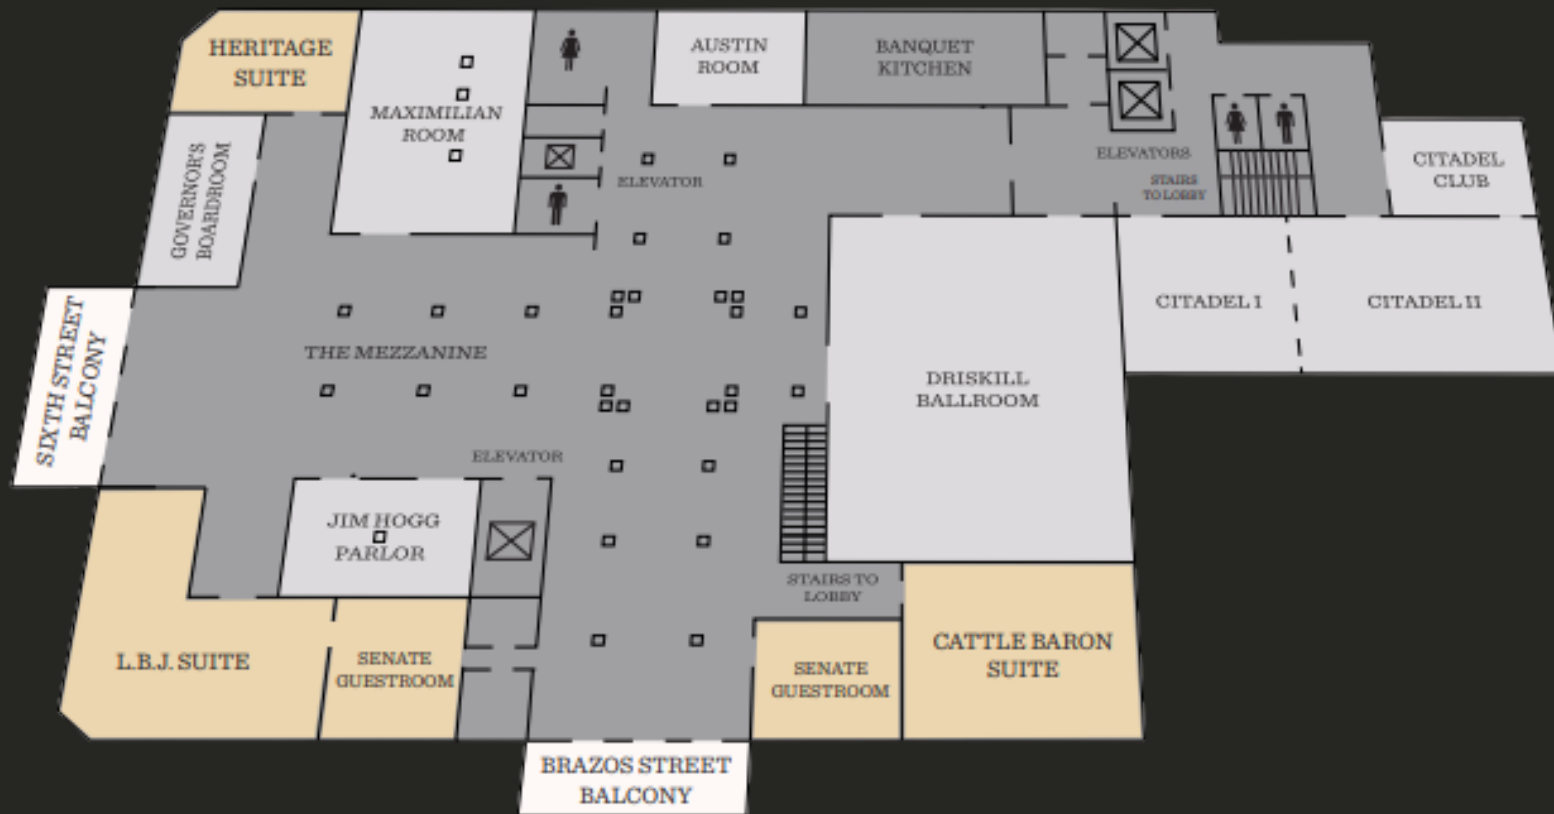 HERITAGE
SUITE
MAXIMILIAN
ROOM
AUSTIN
ROOM
BANQUET
KITCHEN
GOVERNOR'S
BOARDROOM
ELEVATOR
ELEVATORS
STAIRS
TO LOBBY
CITADEL
CLUB
CITADEL I
CITADEL II
SIXTH STREET
BALCONY
THE MEZZANINE
DRISKILL
BALLROOM
ELEVATOR
JIM HOGG
PARLOR
STAIRS TO
LOBBY
L.B.J. SUITE
SENATE
GUESTROOM
SENATE
GUESTROOM
CATTLE BARON
SUITE
BRAZOS STREET
BALCONY